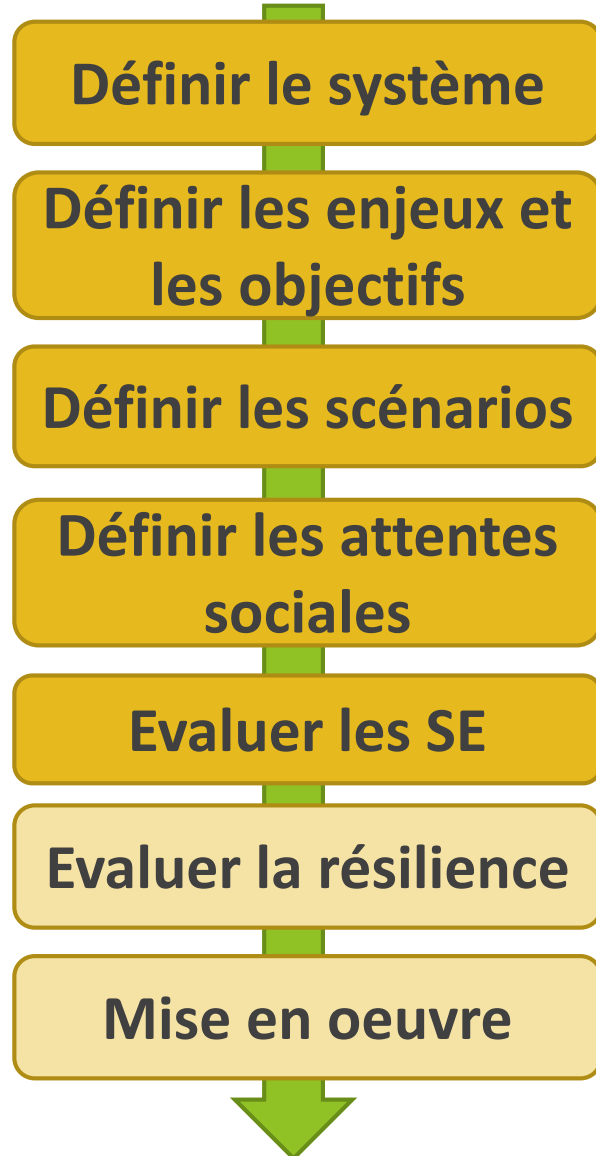 Définir le système
Définir les enjeux et
les objectifs
Définir les scénarios
Définir les attentes
sociales
Evaluer les SE
Evaluer la résilience
Mise en oeuvre